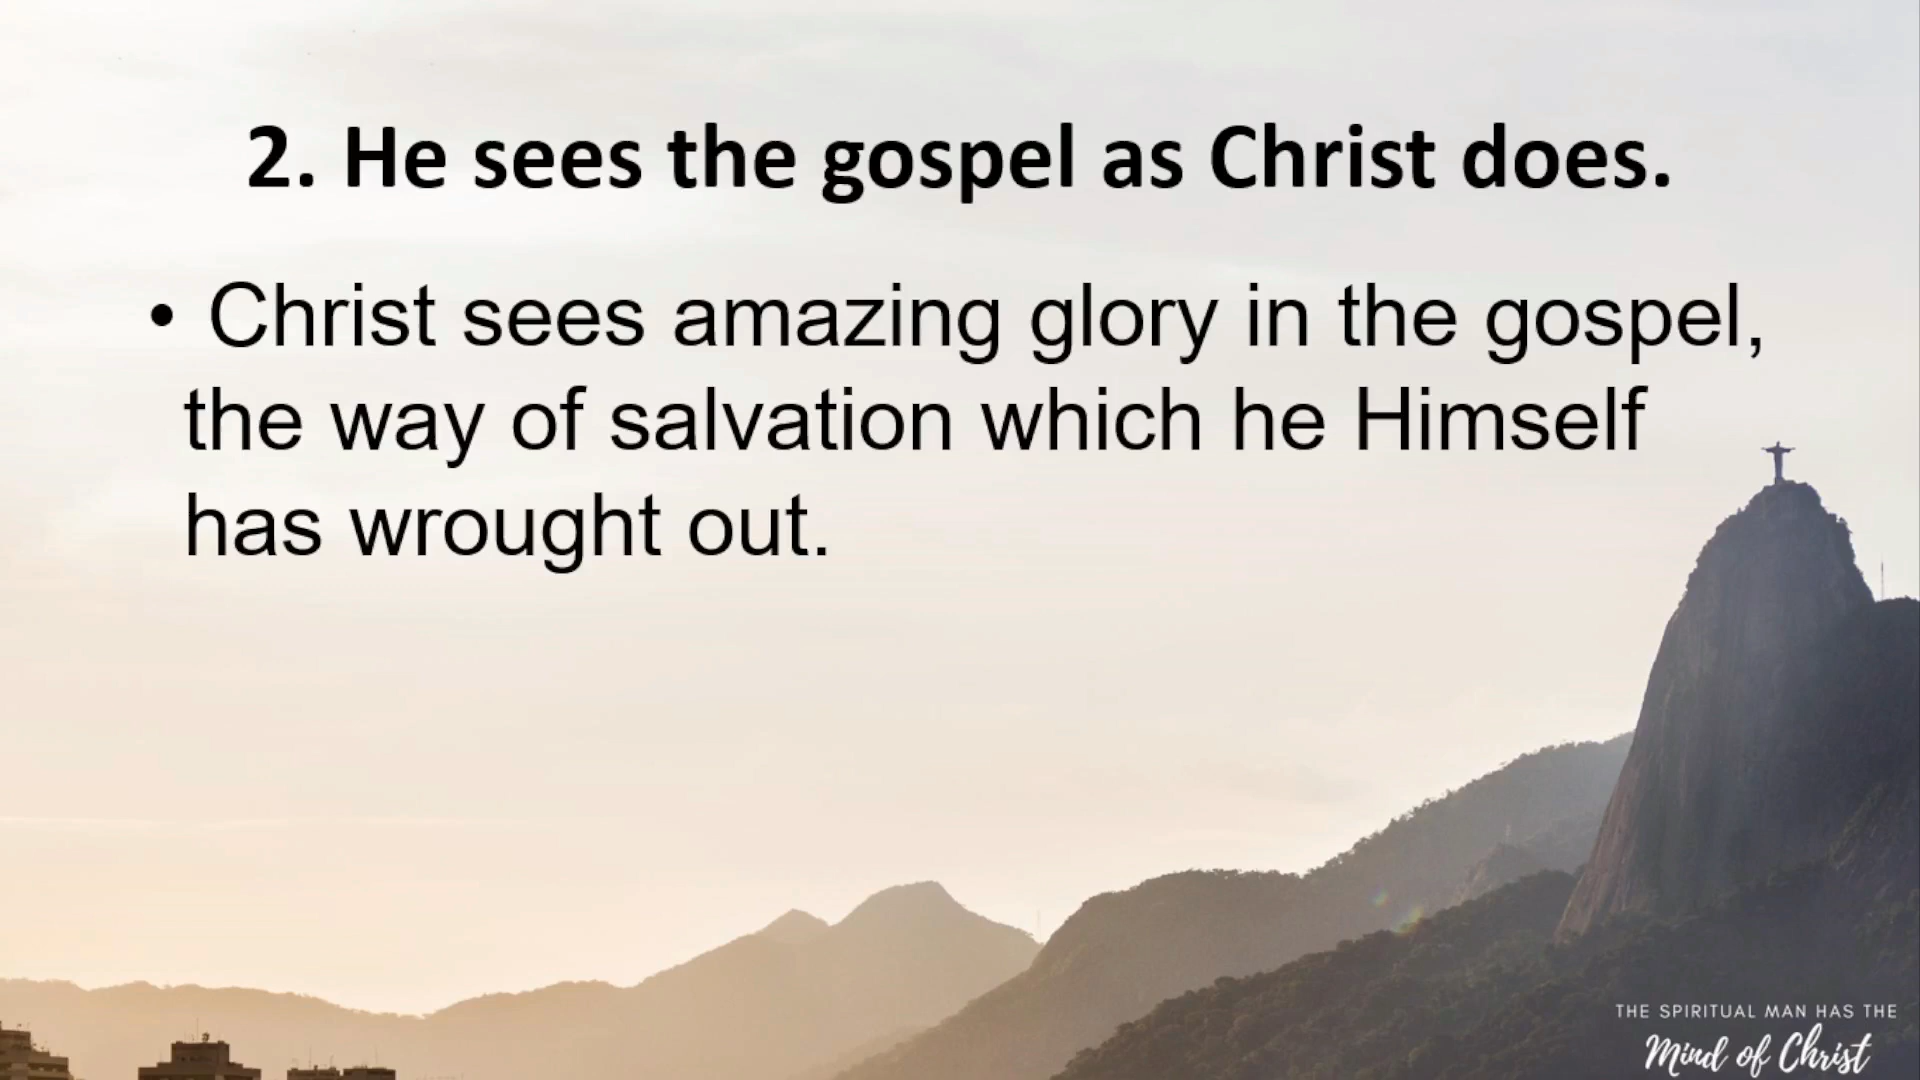 2. He sees the gospel as Christ does.
• Christ sees amazing glory in the gospel,
the way of salvation which he Himself
has wrought out.
THE SPIRITUAL MAN HAS THE
Mind of Christ